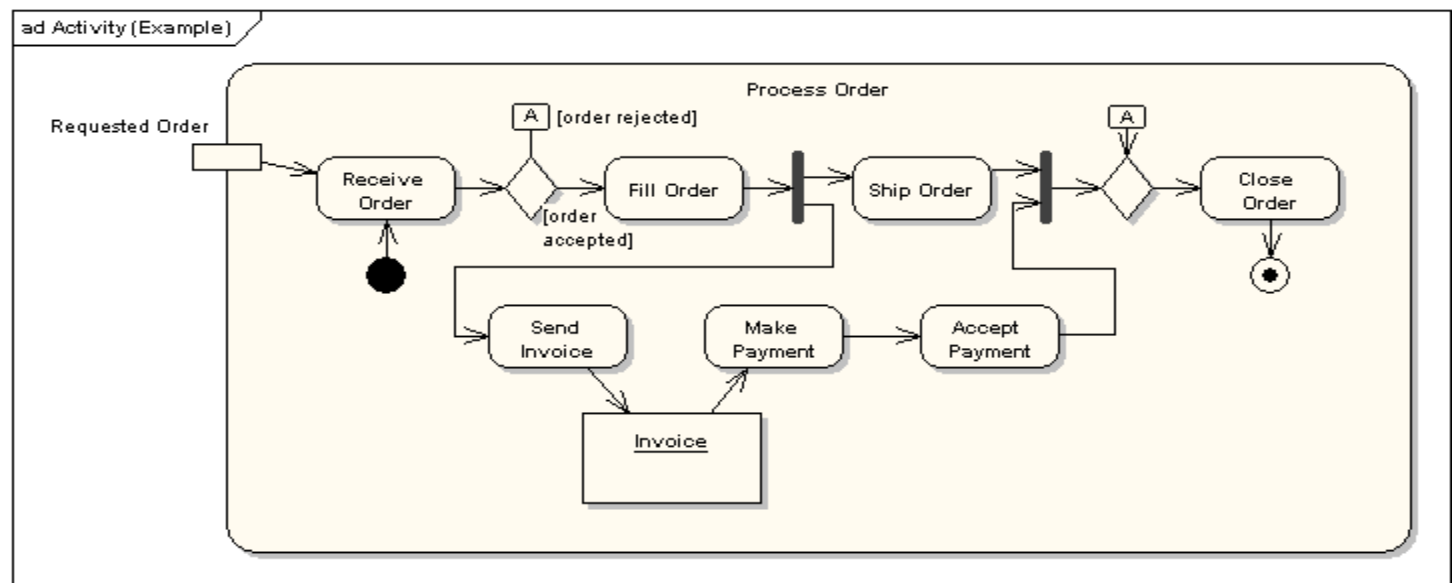 ad Activity (Example)
Process Order
Requested Order
A
[order rejected]
A
Receive
Order
Fill Order
Ship Order
Close
Order
[order
accepted]
Send
Invoice
Make
Payment
Accept
Payment
Invoice